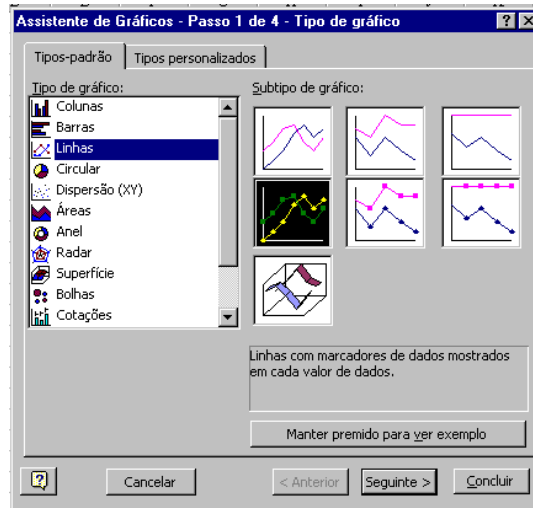 Assistente de Gráficos - Passo 1 de 4 - Tipo de gráfico
Tipos-padrão
Tipos personalizados
Tipo de gráfico:
Subtipo de gráfico:
Colunas
Barras
Linhas
Circular
Dispersão (XY)
Áreas
Anel
Radar
Superfície
Bolhas
Cotações
Linhas com marcadores de dados mostrados
em cada valor de dados.
Manter premido para ver exemplo
Cancelar
< Anterior
Seguinte >
Concluir